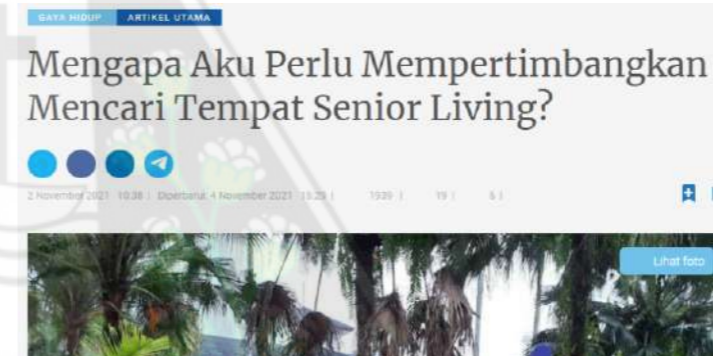 GAYA HIDUP ARTIKEL UTAMA
Mengapa Aku Perlu Mempertimbangkan
Mencari Tempat Senior Living?
2 November 2021 10:38 | Diperbarui: 4 November 2021 15:29 | 1939 | 19 | 6 |
Lihat foto